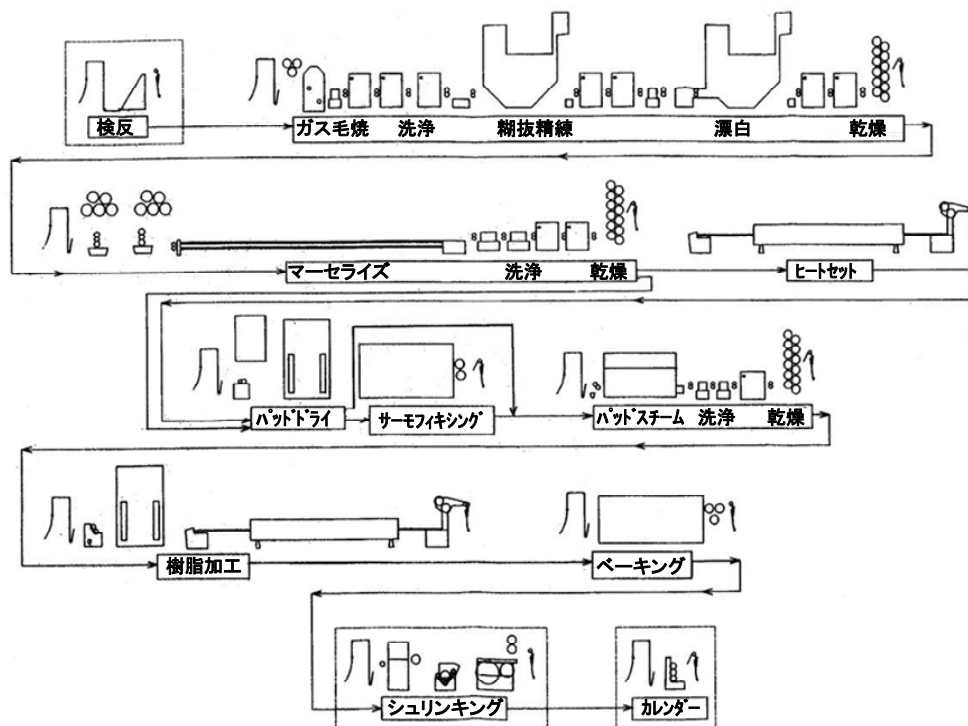 検反
ガス毛焼 洗浄 糊抜精練 漂白 乾燥
マーセライズ 洗浄 乾燥
ヒートセット
パッドドライ
サーモフィキシング
パッドスチーム 洗浄 乾燥
樹脂加工
ベーキング
シュリンキング
カレンダー